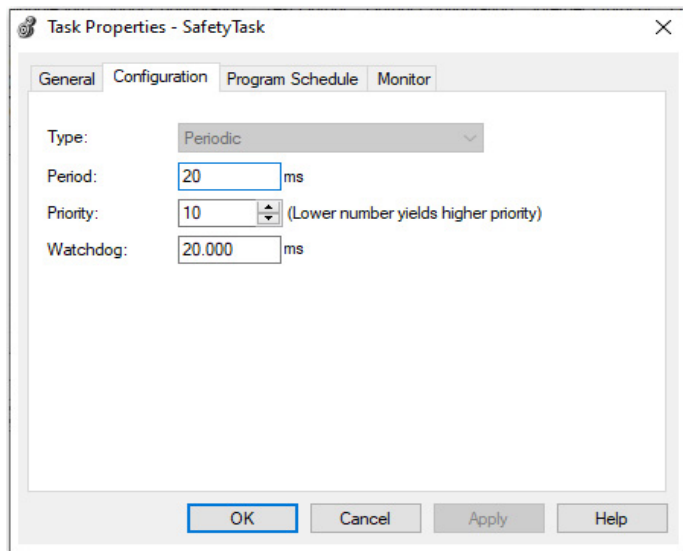 Task Properties - SafetyTask
General Configuration Program Schedule Monitor
Type: Periodic
Period: 20 ms
Priority: 10 (Lower number yields higher priority)
Watchdog: 20.000 ms
OK Cancel Apply Help